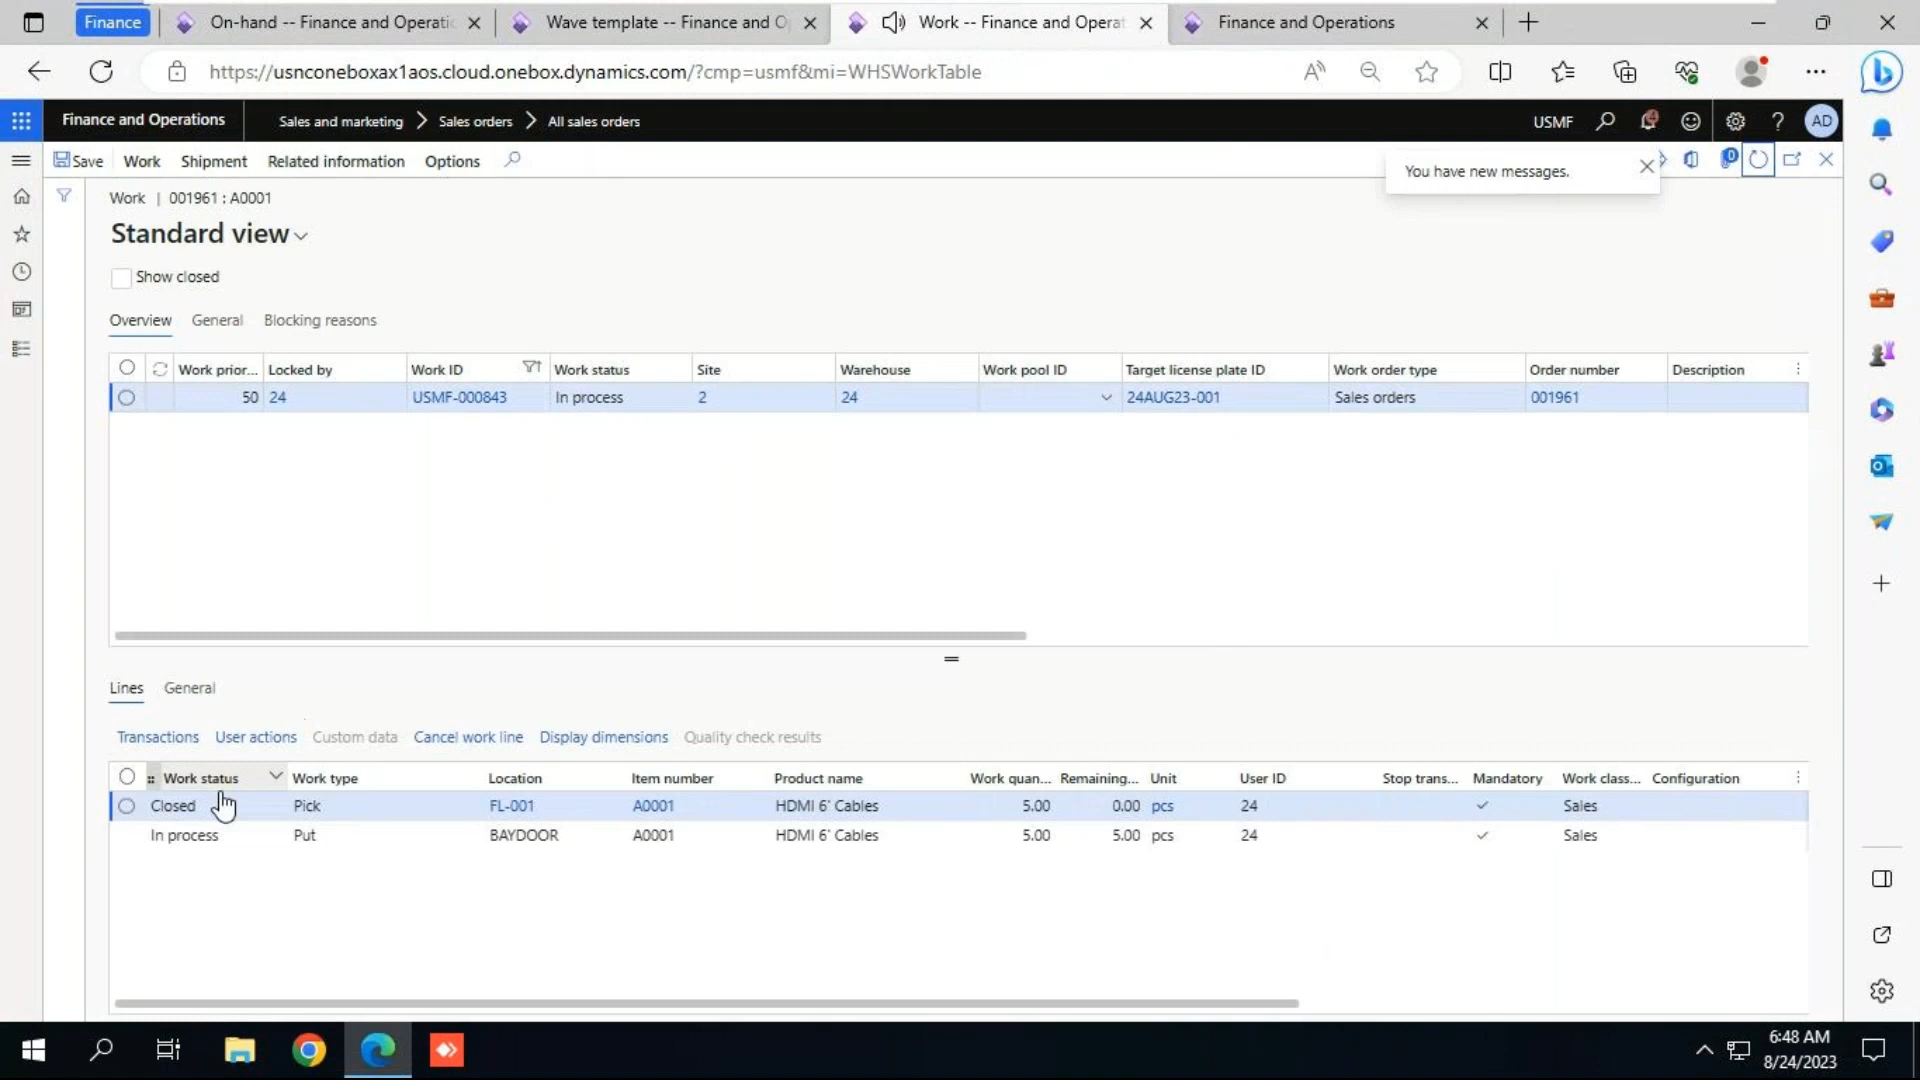 Finance
On-hand -- Finance and Operatic
Wave template -- Finance and O
Work -- Finance and Operat
Finance and Operations
https://usnconeboxax1aos.cloud.onebox.dynamics.com/?cmp=usmf&mi=WHSWorkTable
Finance and Operations
Sales and marketing
Sales orders
All sales orders
USMF
4
?
AD
Save
Work
Shipment
Related information
Options
0
You have new messages.
Work | 001961 : A0001
Standard view
Show closed
Overview General Blocking reasons
Work prior... Locked by Work ID Work status Site Warehouse Work pool ID Target license plate ID Work order type Order number Description
50 24 USMF-000843 In process 2 24 24AUG23-001 Sales orders 001961
Lines General
Transactions User actions Custom data Cancel work line Display dimensions Quality check results
Work status Work type Location Item number Product name Work quan... Remaining... Unit User ID Stop trans... Mandatory Work class... Configuration
Closed Pick FL-001 A0001 HDMI 6' Cables 5.00 0.00 pcs 24 Sales
In process Put BAYDOOR A0001 HDMI 6' Cables 5.00 5.00 pcs 24 Sales
6:48 AM
8/24/2023